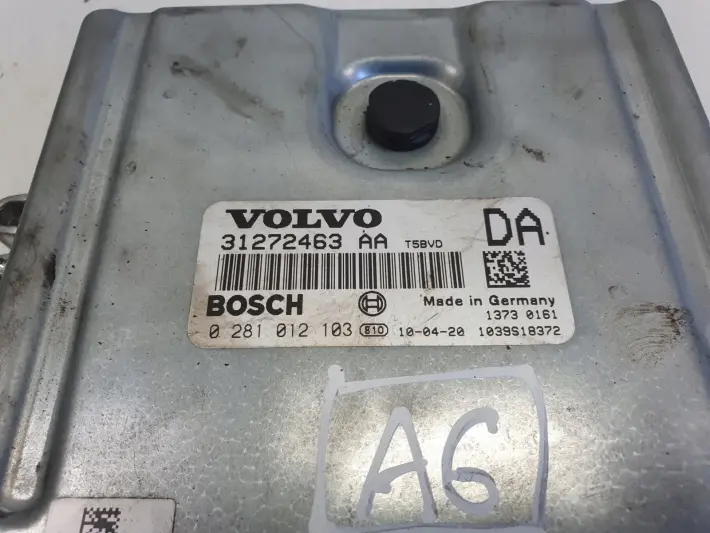 VOLVO DA
31272463 AA T5BVD
BOSCH Made in Germany
1373 0161
0 281 012 103 810 10-04-20 1039S18372
A6